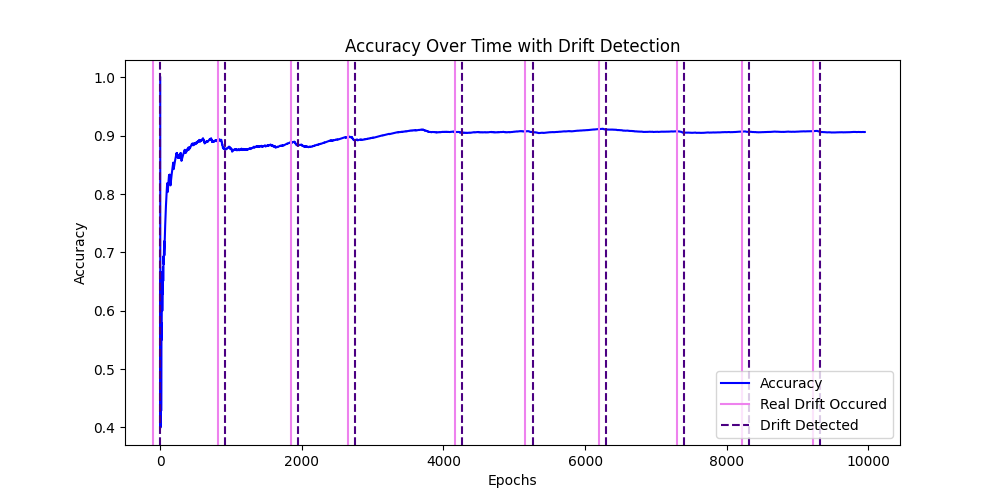 Accuracy Over Time with Drift Detection
1.0
0.9
0.8
0.7
0.6
0.5
0.4
Accuracy
Accuracy
Real Drift Occured
Drift Detected
0 2000 4000 6000 8000 10000
Epochs